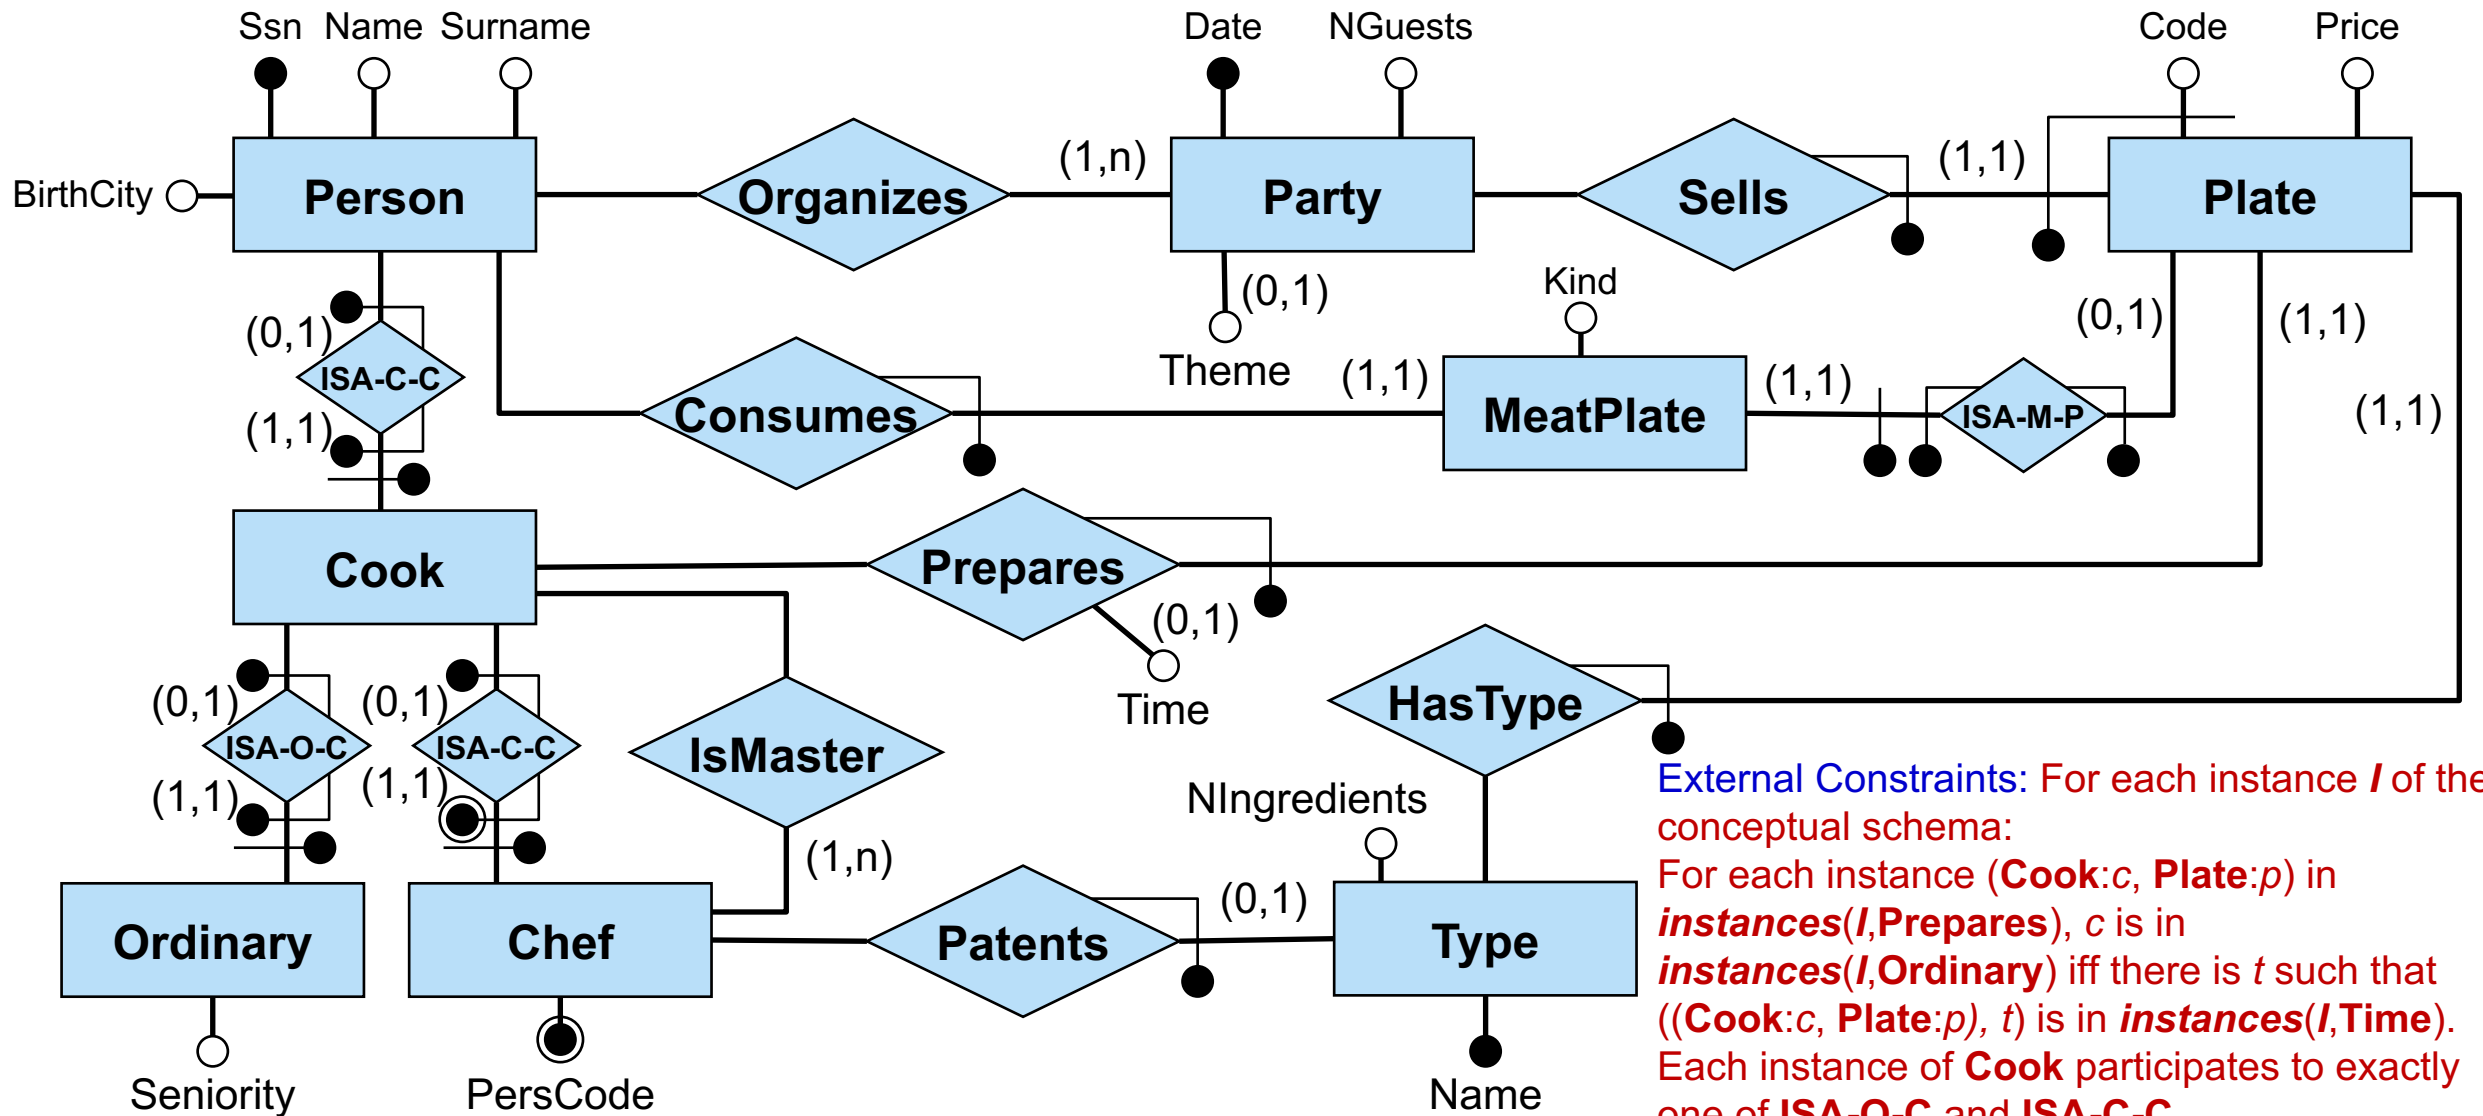 Ssn Name Surname Date NGuests Code Price
BirthCity Person Organizes (1,n) Party Sells (1,1) Plate
(0,1) Kind (0,1) (1,1)
(0,1) ISA-C-C Theme (1,1) (1,1) (1,1)
(1,1) Consumes MeatPlate ISA-M-P
Cook Prepares
(0,1)
Time
(0,1) (0,1) HasType
ISA-O-C ISA-C-C IsMaster
(1,1) (1,1) NIngredients
(1,n)
(0,1)
Ordinary Chef Patents Type
Seniority PersCode Name
External Constraints: For each instance I of the
conceptual schema:
For each instance (Cook:c, Plate:p) in
instances(I,Prepares), c is in
instances(I,Ordinary) iff there is t such that
((Cook:c, Plate:p), t) is in instances(I,Time).
Each instance of Cook participates to exactly
one of ISA-O-C and ISA-C-C